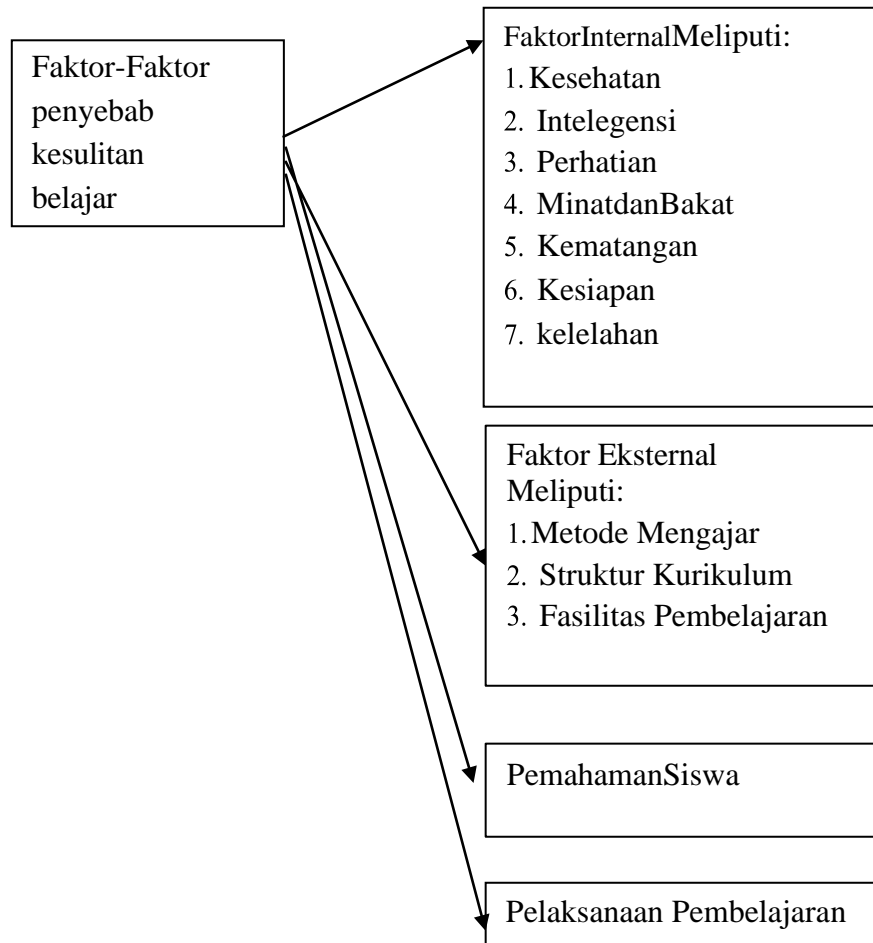 Faktor-Faktor
penyebab
kesulitan
belajar
FaktorInternalMeliputi:
1. Kesehatan
2. Intelegensi
3. Perhatian
4. MinatdanBakat
5. Kematangan
6. Kesiapan
7. kelelahan
Faktor Eksternal
Meliputi:
1. Metode Mengajar
2. Struktur Kurikulum
3. Fasilitas Pembelajaran
PemahamanSiswa
Pelaksanaan Pembelajaran